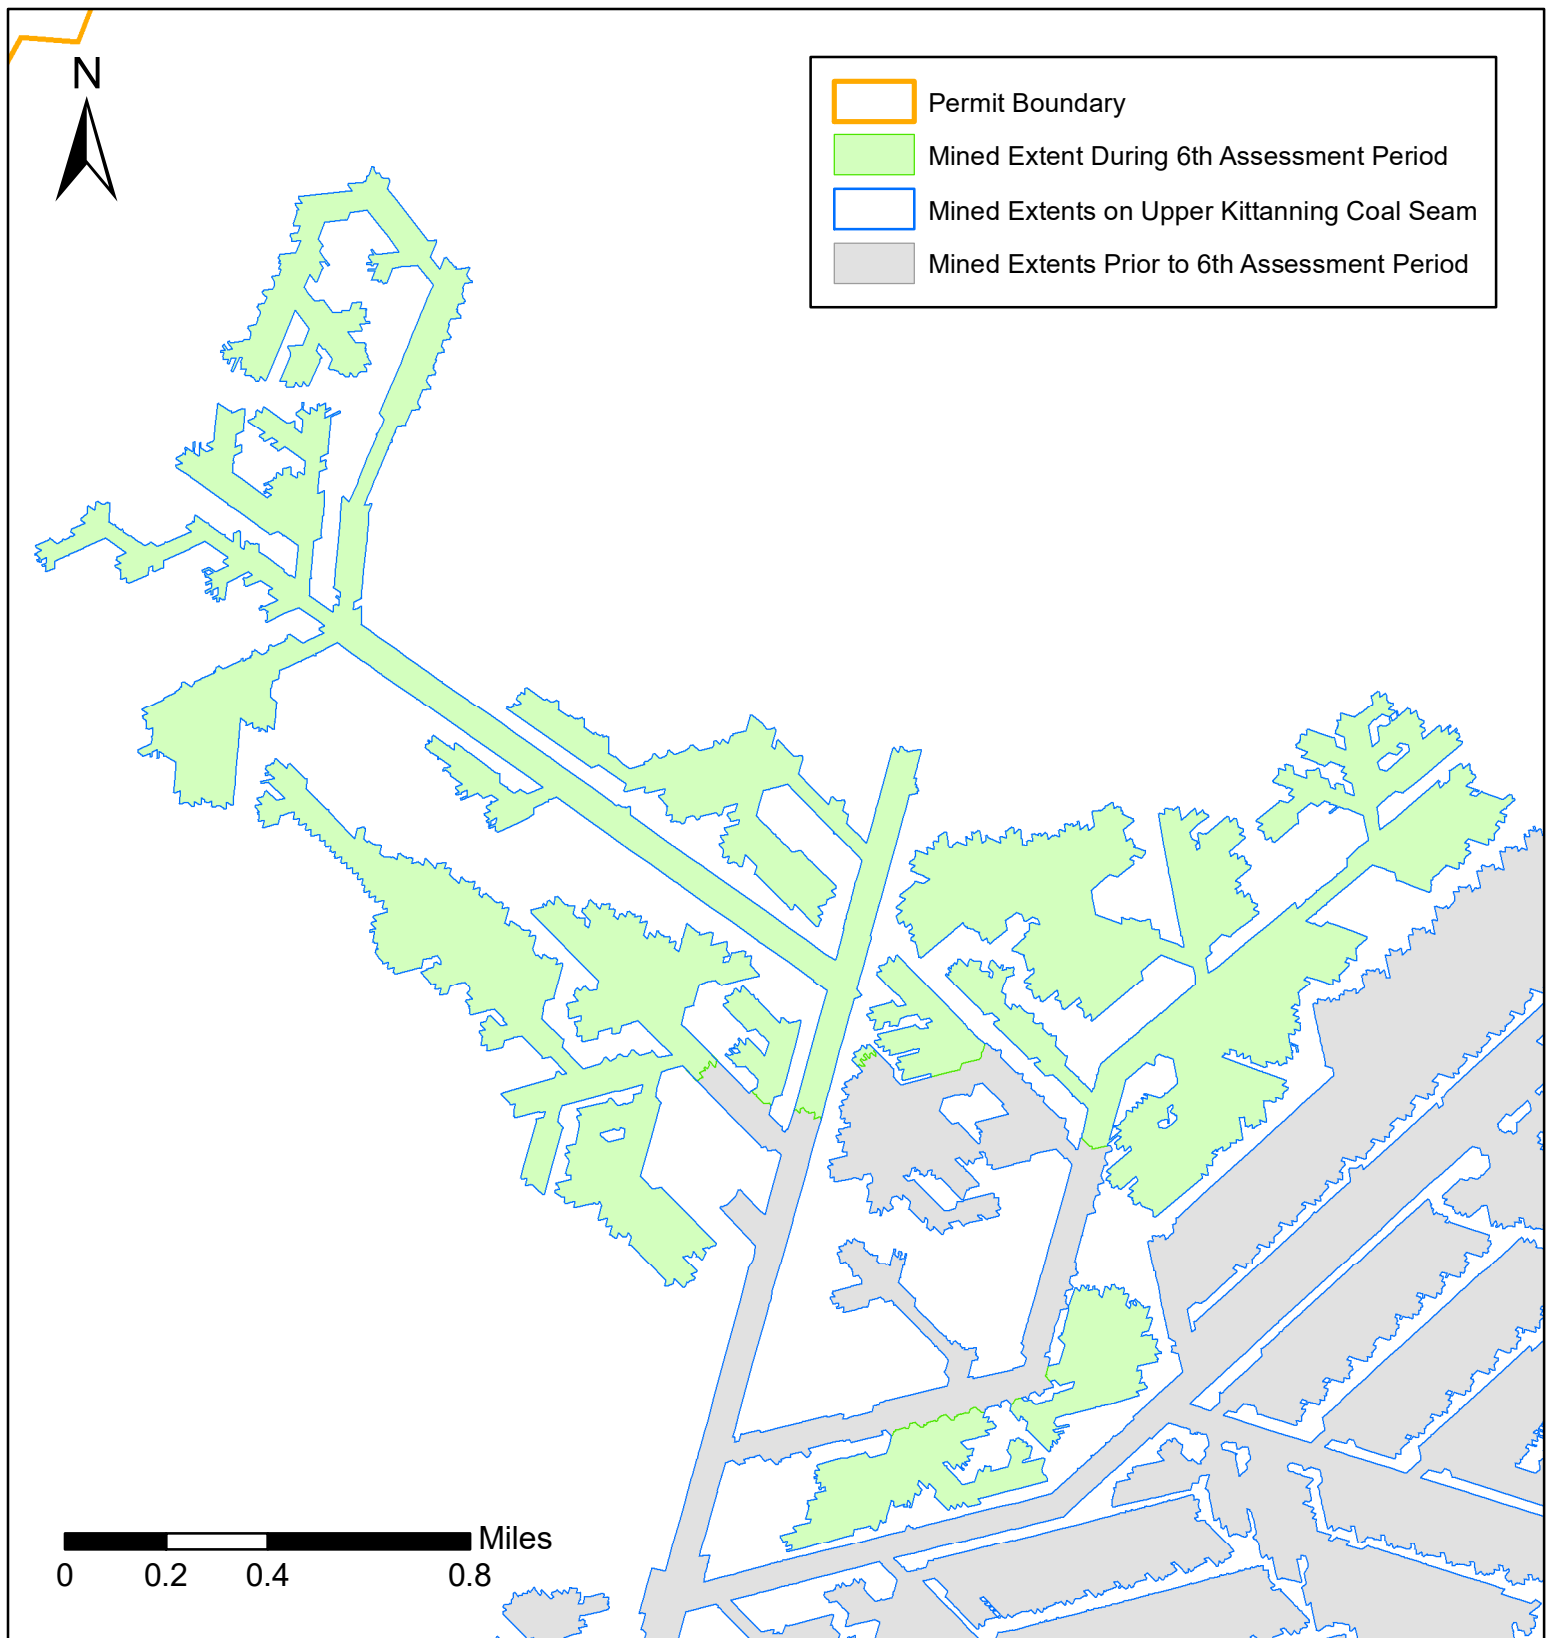 N
Permit Boundary
Mined Extent During 6th Assessment Period
Mined Extents on Upper Kittanning Coal Seam
Mined Extents Prior to 6th Assessment Period
Miles
0 0.2 0.4 0.8